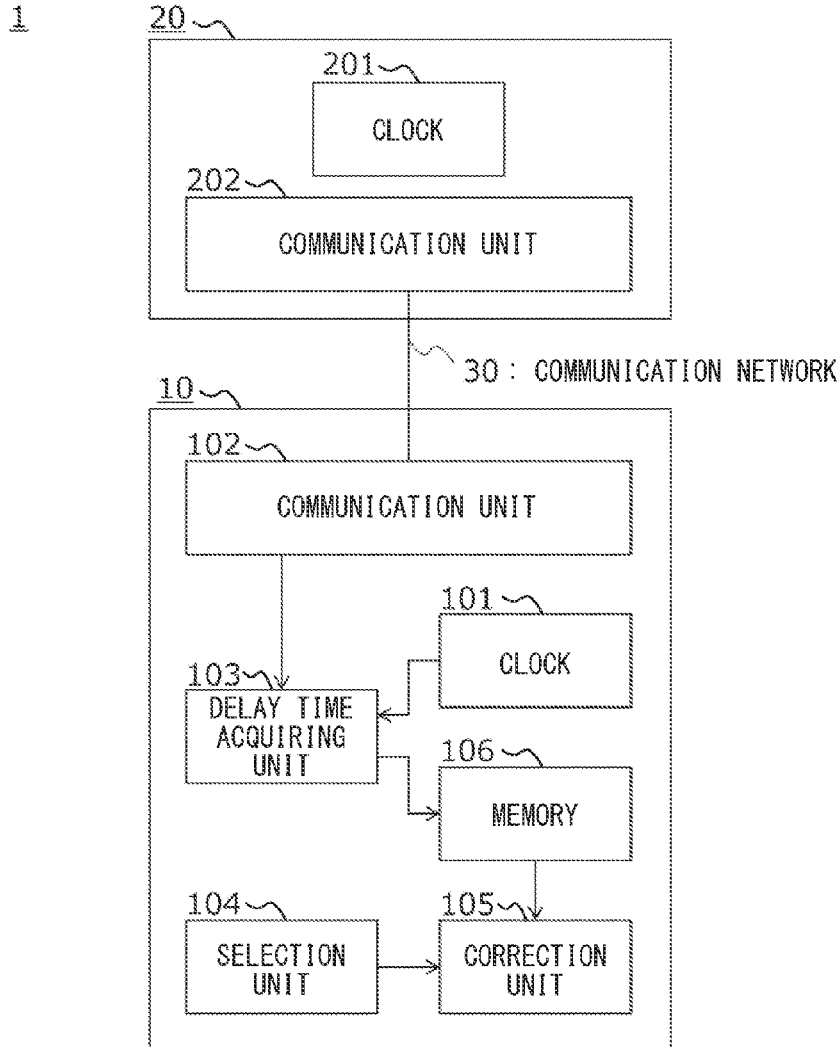 1
20
201
CLOCK
202
COMMUNICATION UNIT
30 : COMMUNICATION NETWORK
10
102
COMMUNICATION UNIT
101
CLOCK
103
DELAY TIME
ACQUIRING
UNIT
106
MEMORY
104
SELECTION
UNIT
105
CORRECTION
UNIT